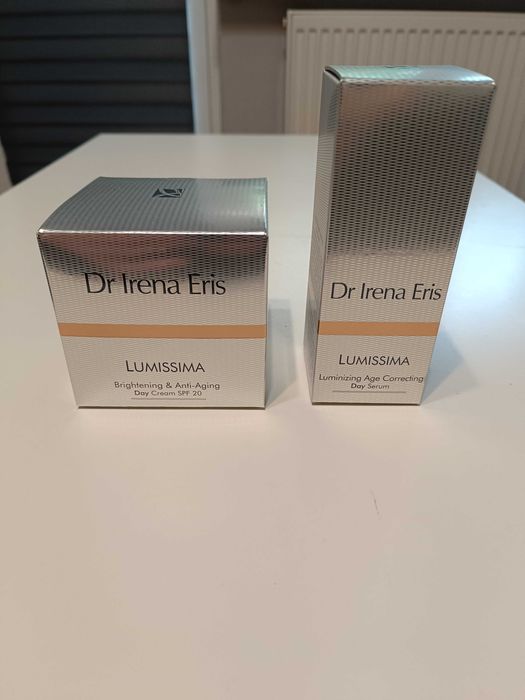 Dr Irena Eris
LUMISSIMA
Brightening & Anti-Aging
Day Cream SPF 20
Dr Irena Eris
LUMISSIMA
Luminizing Age Correcting
Day Serum